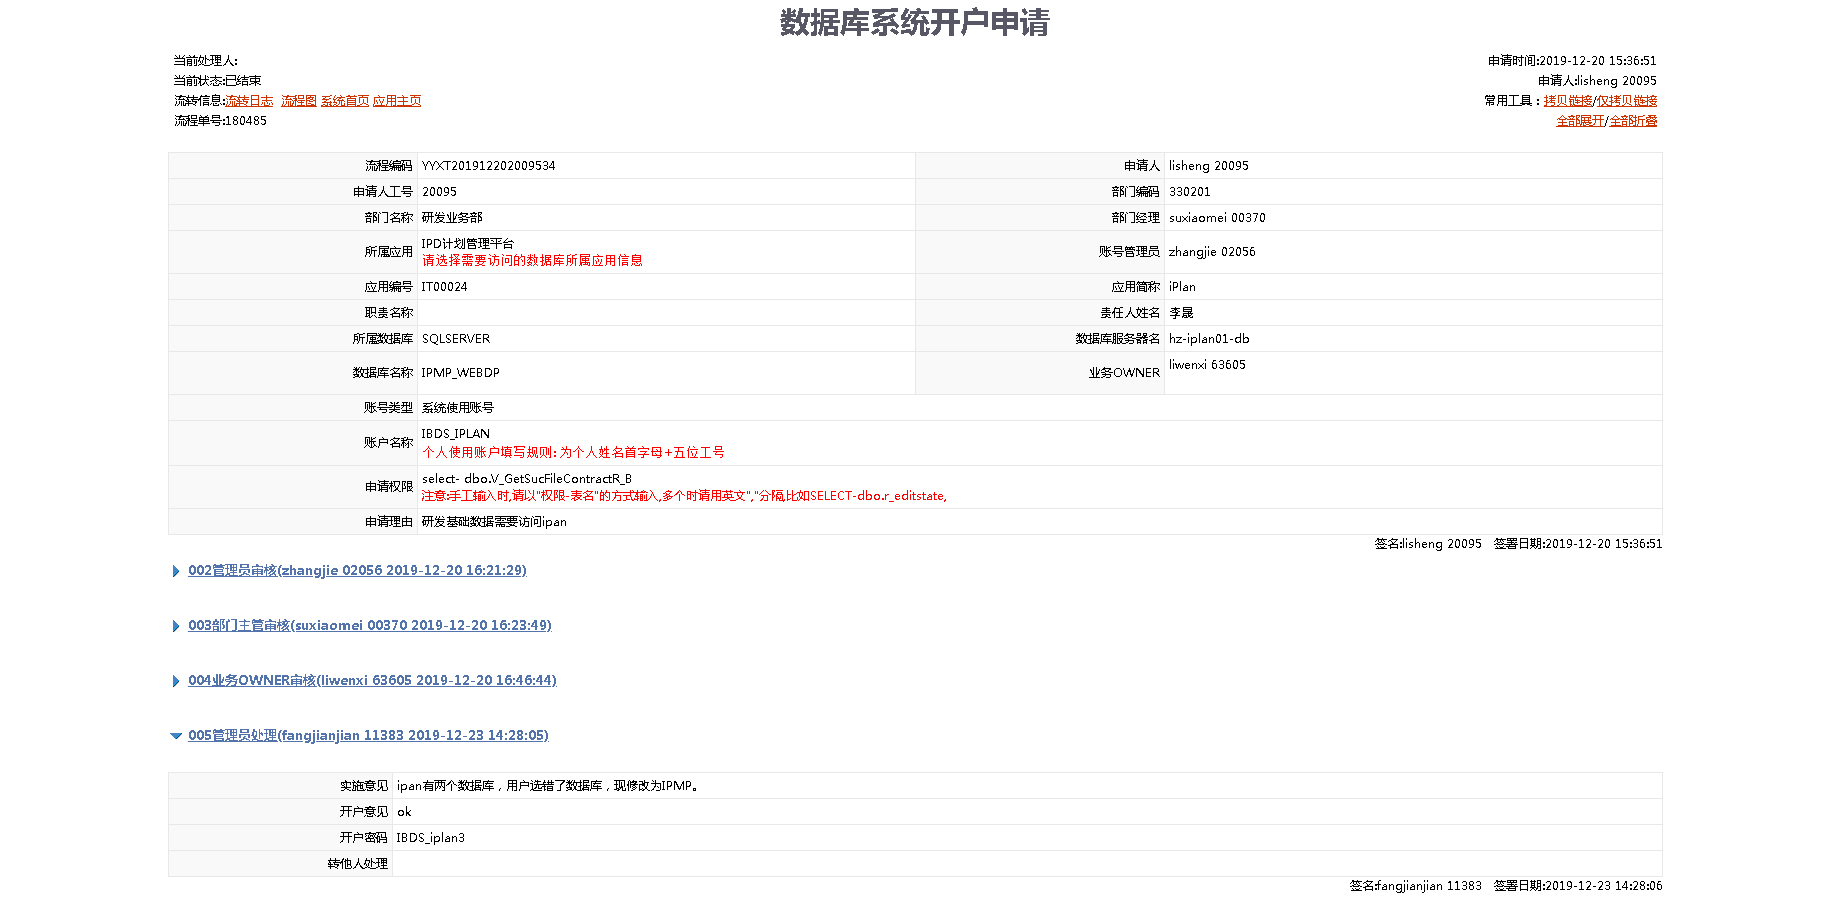 数据库系统开户申请
当前处理人:
申请时间:2019-12-20 15:36:51
当前状态:已结束
申请人:lisheng 20095
流转信息:流转日志 流程图 系统首页 应用主页
常用工具：拷贝链接/仅拷贝链接
流程单号:180485
全部展开/全部折叠
流程编码 YYXT201912202009534 申请人 lisheng 20095
申请人工号 20095 部门编码 330201
部门名称 研发业务部 部门经理 suxiaomei 00370
所属应用 IPD计划管理平台
请选择需要访问的数据库所属应用信息
账号管理员 zhangjie 02056
应用编号 IT00024 应用简称 iPlan
职责名称 责任人姓名 李晟
所属数据库 SQLSERVER 数据库服务器名 hz-iplan01-db
数据库名称 IPMP_WEBDP 业务OWNER liwenxi 63605
账号类型 系统使用账号
账户名称 IBDS_IPLAN
个人使用账户填写规则:为个人姓名首字母+五位工号
申请权限 select- dbo.V_GetSucFileContractR_B
注意:手工输入时,请以"权限-表名"的方式输入,多个时请用英文","分隔,比如SELECT-dbo.r_editstate,
申请理由 研发基础数据需要访问ipan
签名:lisheng 20095 签署日期:2019-12-20 15:36:51
002管理员审核(zhangjie 02056 2019-12-20 16:21:29)
003部门主管审核(suxiaomei 00370 2019-12-20 16:23:49)
004业务OWNER审核(liwenxi 63605 2019-12-20 16:46:44)
005管理员处理(fangjianjian 11383 2019-12-23 14:28:05)
实施意见 ipan有两个数据库，用户选错了数据库，现修改为IPMP。
开户意见 ok
开户密码 IBDS_iplan3
转他人处理
签名:fangjianjian 11383 签署日期:2019-12-23 14:28:06